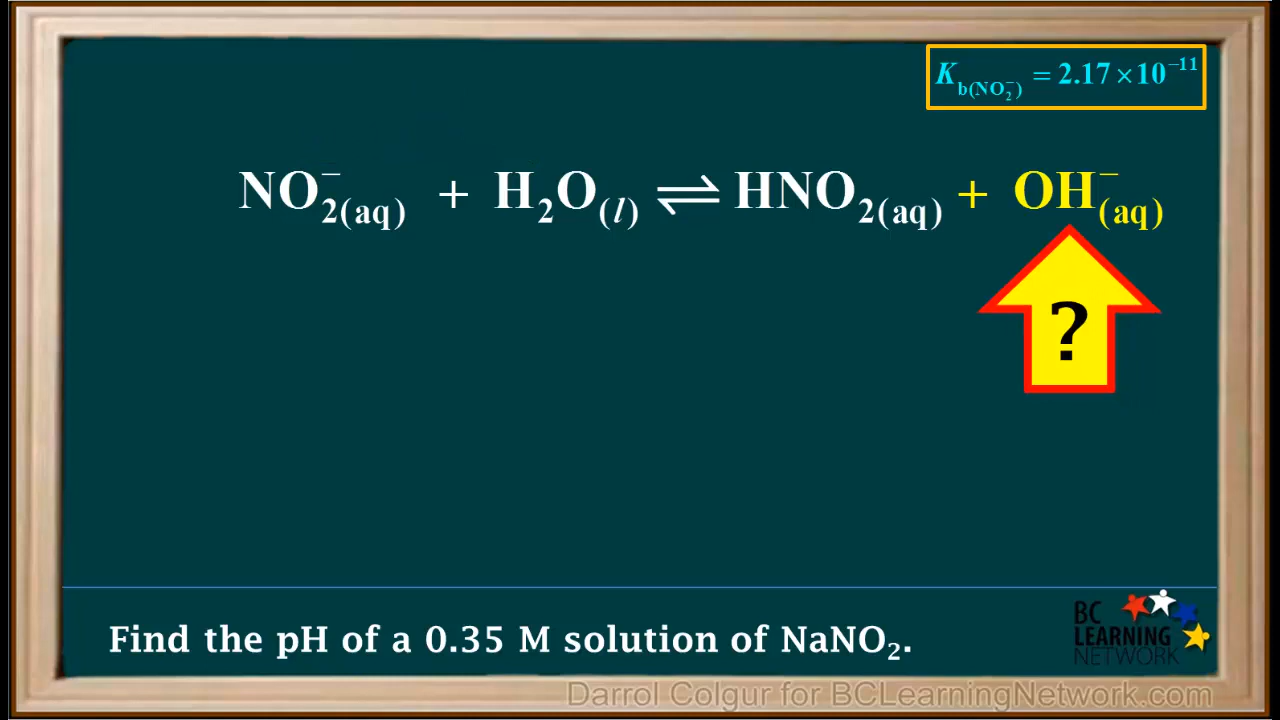 K b(NO₂⁻) = 2.17 × 10⁻¹¹
NO₂⁻(aq) + H₂O(l) ⇌ HNO₂(aq) + OH⁻(aq)
?
Find the pH of a 0.35 M solution of NaNO₂.
BC
LEARNING
NETWORK
Darrol Colgur for BCLearningNetwork.com